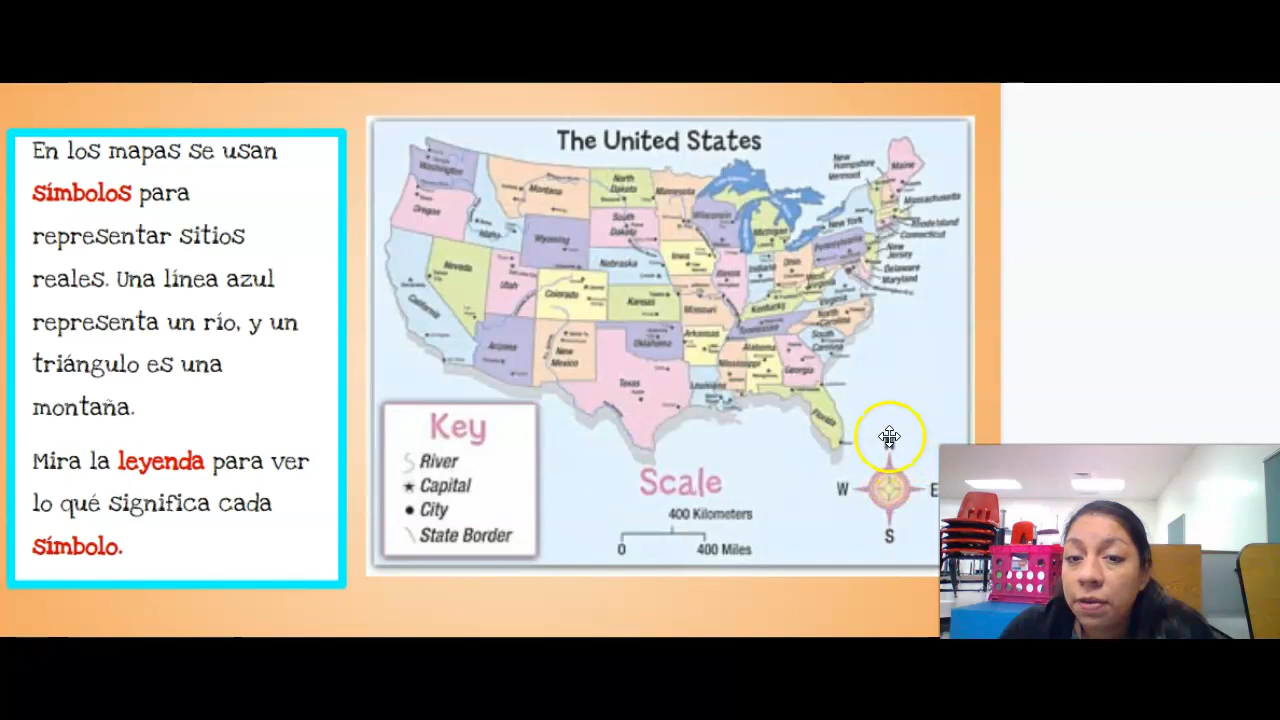 En los mapas se usan
símbolos para
representar sitios
reales. Una línea azul
representa un río, y un
triángulo es una
montaña.
Mira la leyenda para ver
lo qué significa cada
símbolo.
The United States
Washington
Oregon
California
Nevada
Idaho
Montana
Wyoming
Utah
Colorado
Arizona
New
Mexico
North
Dakota
South
Dakota
Nebraska
Kansas
Oklahoma
Texas
Minnesota
Iowa
Missouri
Arkansas
Louisiana
Wisconsin
Illinois
Michigan
Indiana
Ohio
Kentucky
Tennessee
Mississippi
Alabama
Georgia
Florida
South
Carolina
North
Carolina
Virginia
West
Virginia
Pennsylvania
New York
New
Hampshire
Vermont
Maine
Massachusetts
Rhode Island
Connecticut
New
Jersey
Delaware
Maryland
Key
River
Capital
City
State Border
Scale
400 Kilometers
0 400 Miles
W E
S